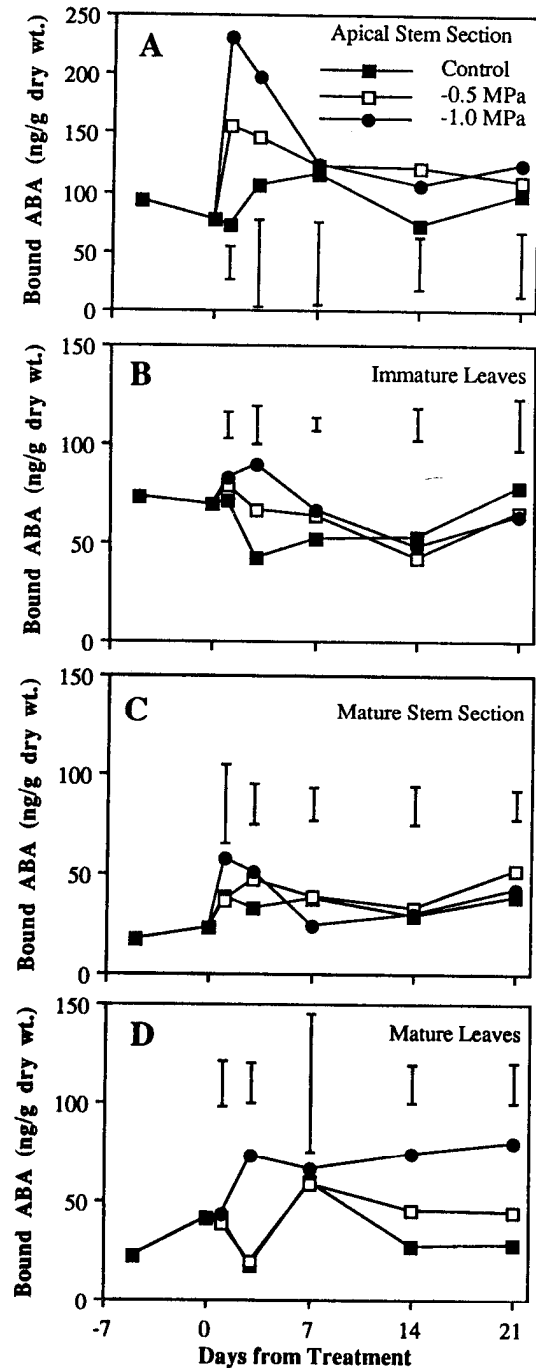 250
200
150
100
50
0
Bound ABA (ng/g dry wt.)
A
Apical Stem Section
Control
-0.5 MPa
-1.0 MPa
150
100
50
0
Bound ABA (ng/g dry wt.)
B
Immature Leaves
150
100
50
0
Bound ABA (ng/g dry wt.)
C
Mature Stem Section
150
100
50
0
Bound ABA (ng/g dry wt.)
D
Mature Leaves
-7 0 7 14 21
Days from Treatment